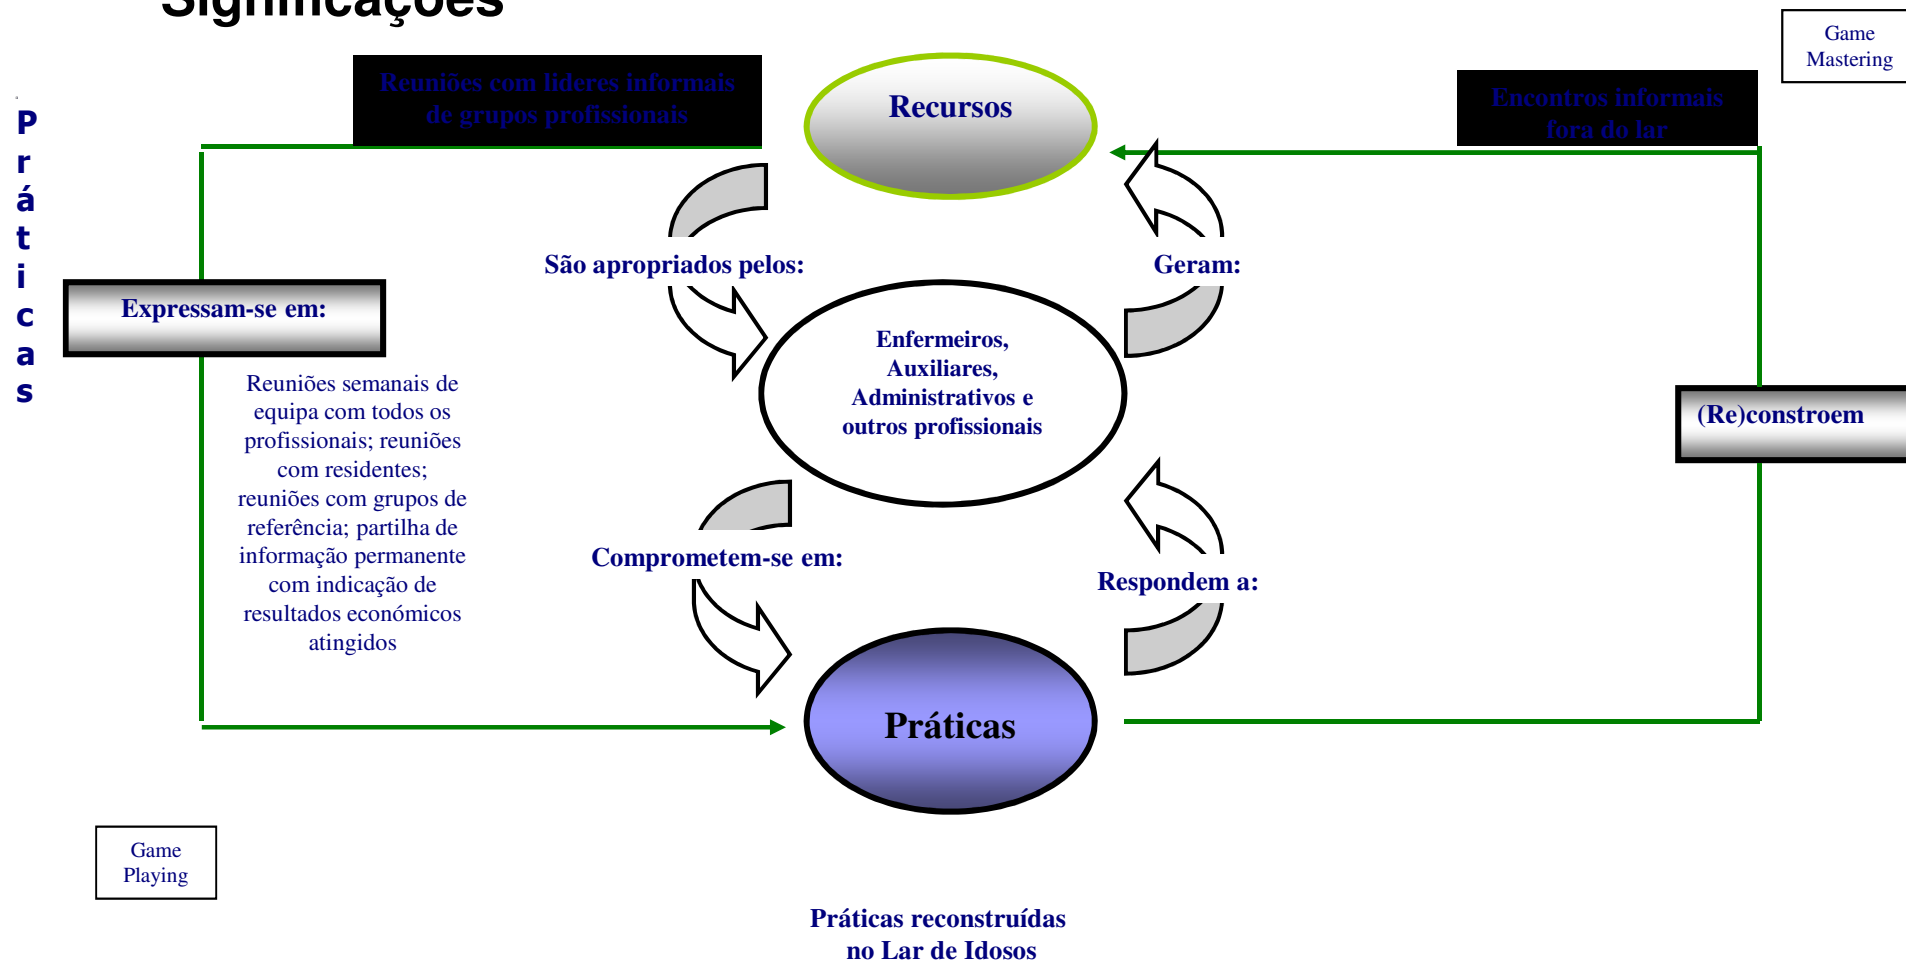 Significações
Game
Mastering
Reuniões com lideres informais
de grupos profissionais
Recursos
Encontros informais
fora do lar
Práticas
São apropriados pelos:
Geram:
Expressam-se em:
Enfermeiros,
Auxiliares,
Administrativos e
outros profissionais
Reuniões semanais de
equipa com todos os
profissionais; reuniões
com residentes;
reuniões com grupos de
referência; partilha de
informação permanente
com indicação de
resultados económicos
atingidos
(Re)constroem
Comprometem-se em:
Respondem a:
Práticas
Game
Playing
Práticas reconstruídas
no Lar de Idosos